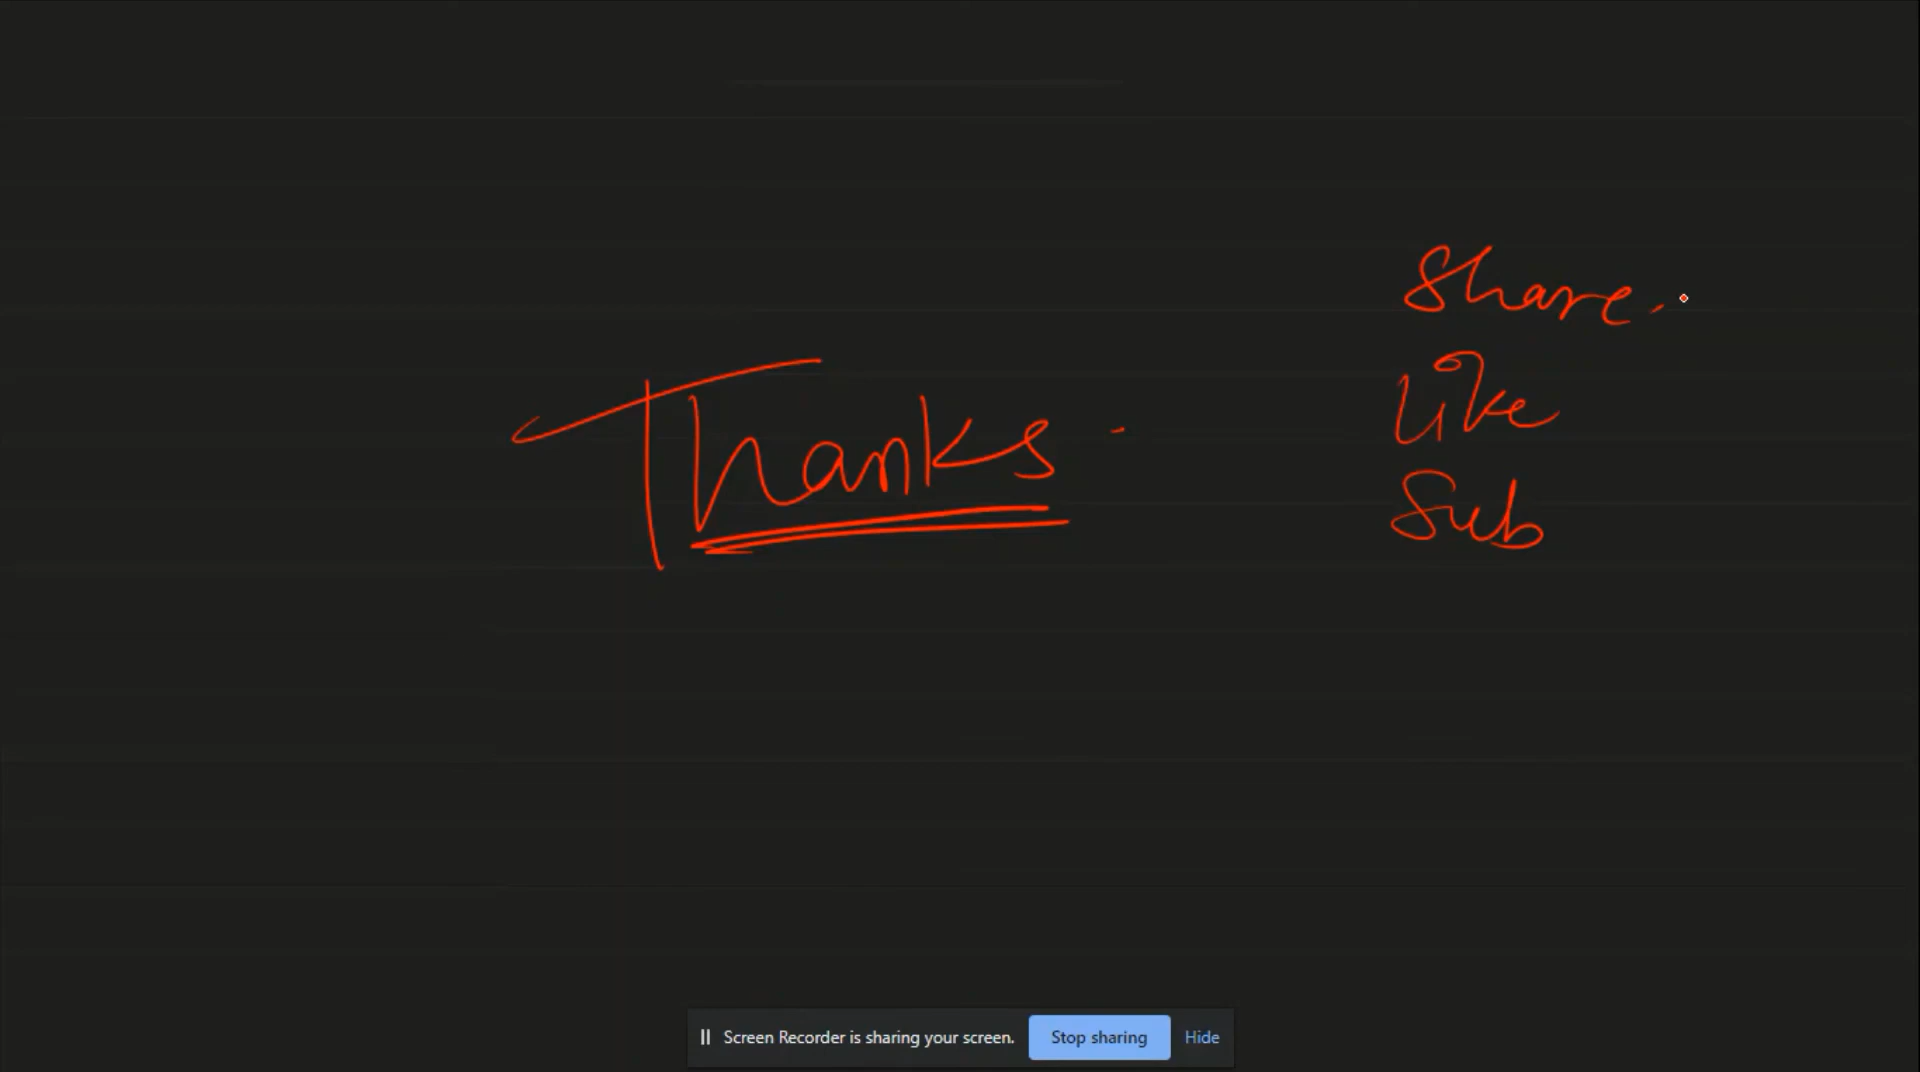 Share.
Like
Thanks
Sub
Screen Recorder is sharing your screen. Stop sharing Hide